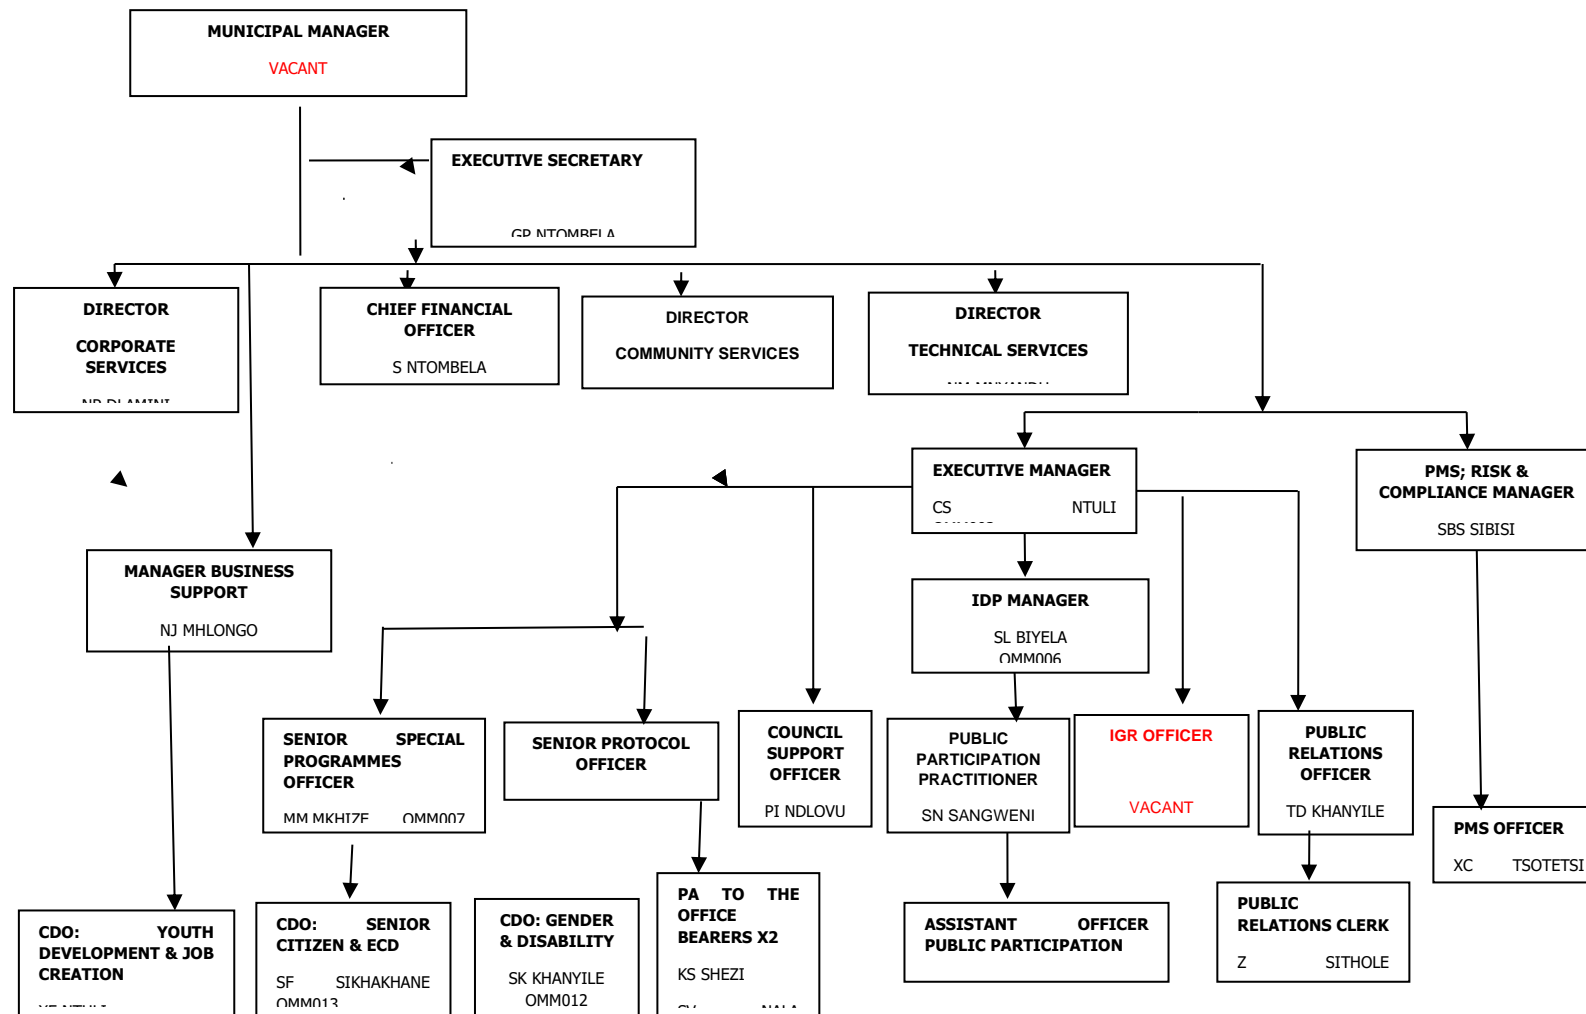 MUNICIPAL MANAGER
VACANT
EXECUTIVE SECRETARY
GP NTOMBELA
DIRECTOR
CORPORATE
SERVICES
CHIEF FINANCIAL
OFFICER
S NTOMBELA
DIRECTOR
COMMUNITY SERVICES
DIRECTOR
TECHNICAL SERVICES
EXECUTIVE MANAGER
CS NTULI
PMS; RISK &
COMPLIANCE MANAGER
SBS SIBISI
MANAGER BUSINESS
SUPPORT
NJ MHLONGO
IDP MANAGER
SL BIYELA
OMM006
SENIOR SPECIAL
PROGRAMMES
OFFICER
MM MKHIZE OMM007
SENIOR PROTOCOL
OFFICER
COUNCIL
SUPPORT
OFFICER
PI NDLOVU
PUBLIC
PARTICIPATION
PRACTITIONER
SN SANGWENI
IGR OFFICER
VACANT
PUBLIC
RELATIONS
OFFICER
TD KHANYILE
PMS OFFICER
XC TSOTETSI
CDO: YOUTH
DEVELOPMENT & JOB
CREATION
CDO: SENIOR
CITIZEN & ECD
SF SIKHAKHANE
OMM013
CDO: GENDER
& DISABILITY
SK KHANYILE
OMM012
PA TO THE
OFFICE
BEARERS X2
KS SHEZI
ASSISTANT OFFICER
PUBLIC PARTICIPATION
PUBLIC
RELATIONS CLERK
Z SITHOLE